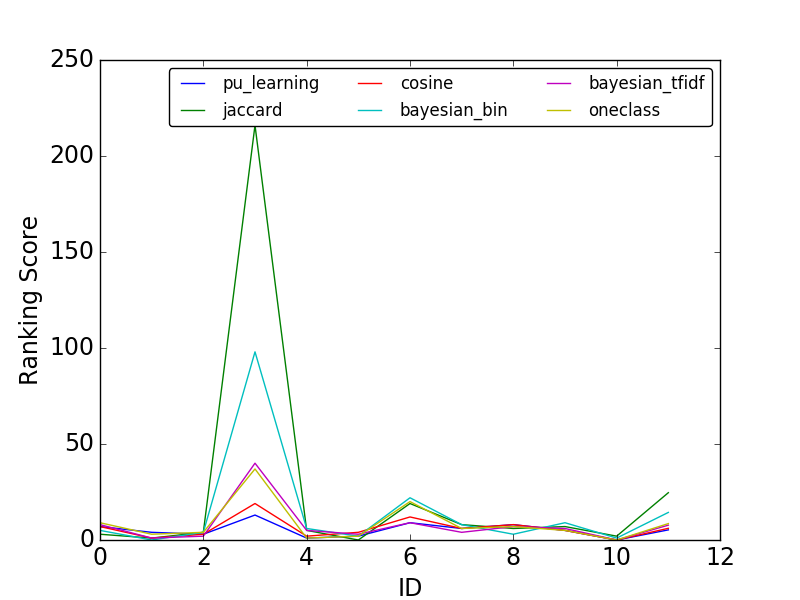 250
200
150
100
50
0
Ranking Score
pu_learning cosine bayesian_tfidf
jaccard bayesian_bin oneclass
0 2 4 6 8 10 12
ID